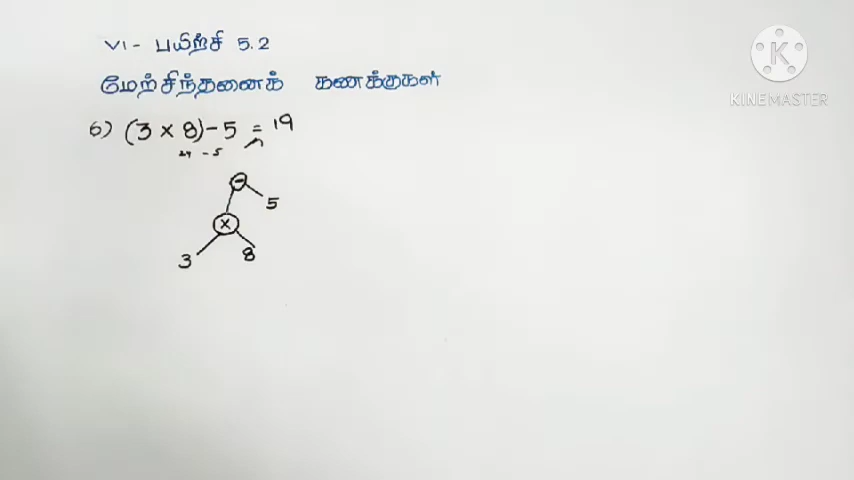 VI - பயிற்சி 5.2
மேற்சிந்தனைக் கணக்குகள்
6) (3 × 8) - 5 = 19
24 - 5
-
5
×
3 8
K
KINEMASTER